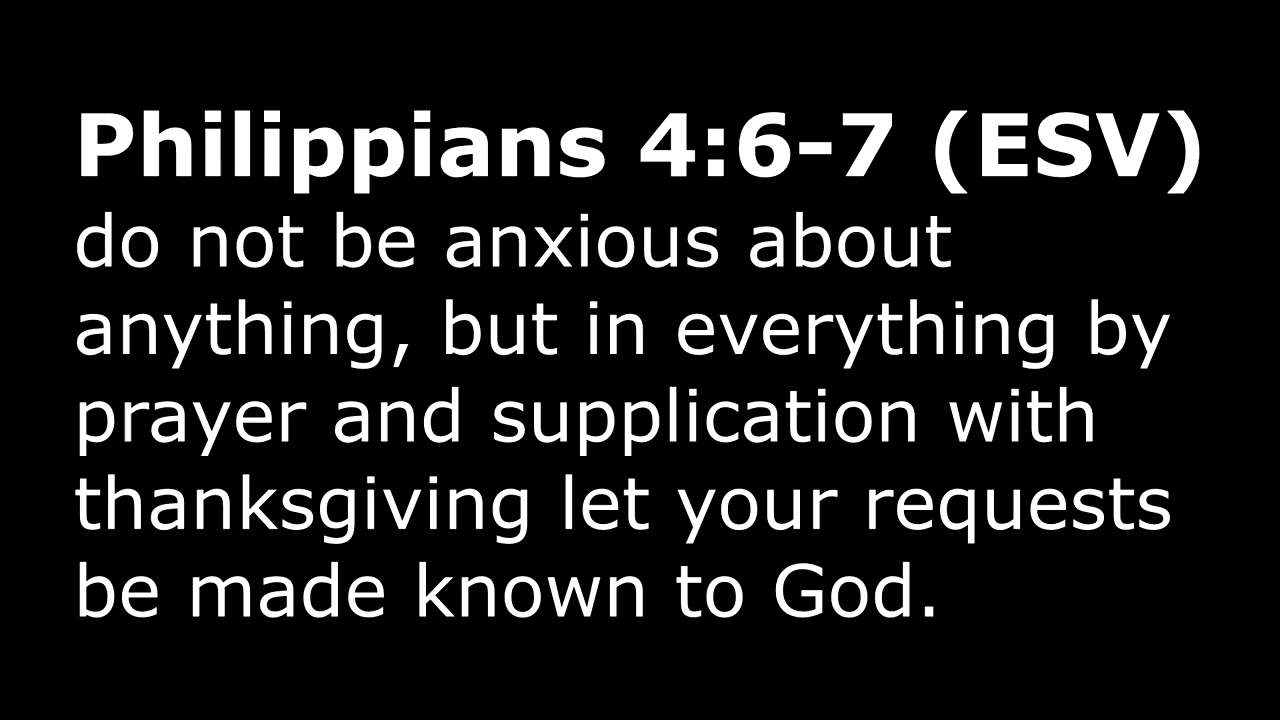 Philippians 4:6-7 (ESV)
do not be anxious about
anything, but in everything by
prayer and supplication with
thanksgiving let your requests
be made known to God.